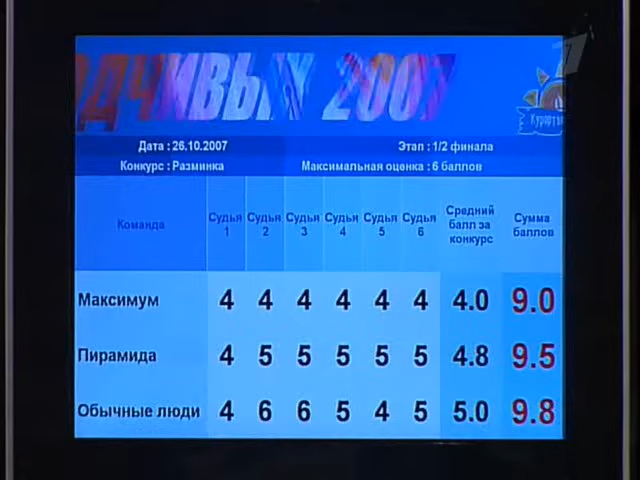 ДЧИВЫХ 2007
Курорты
Дата : 26.10.2007 Этап : 1/2 финала
Конкурс : Разминка Максимальная оценка : 6 баллов
Команда Судья 1 Судья 2 Судья 3 Судья 4 Судья 5 Судья 6 Средний балл за конкурс Сумма баллов
Максимум 4 4 4 4 4 4 4.0 9.0
Пирамида 4 5 5 5 5 5 4.8 9.5
Обычные люди 4 6 6 5 4 5 5.0 9.8